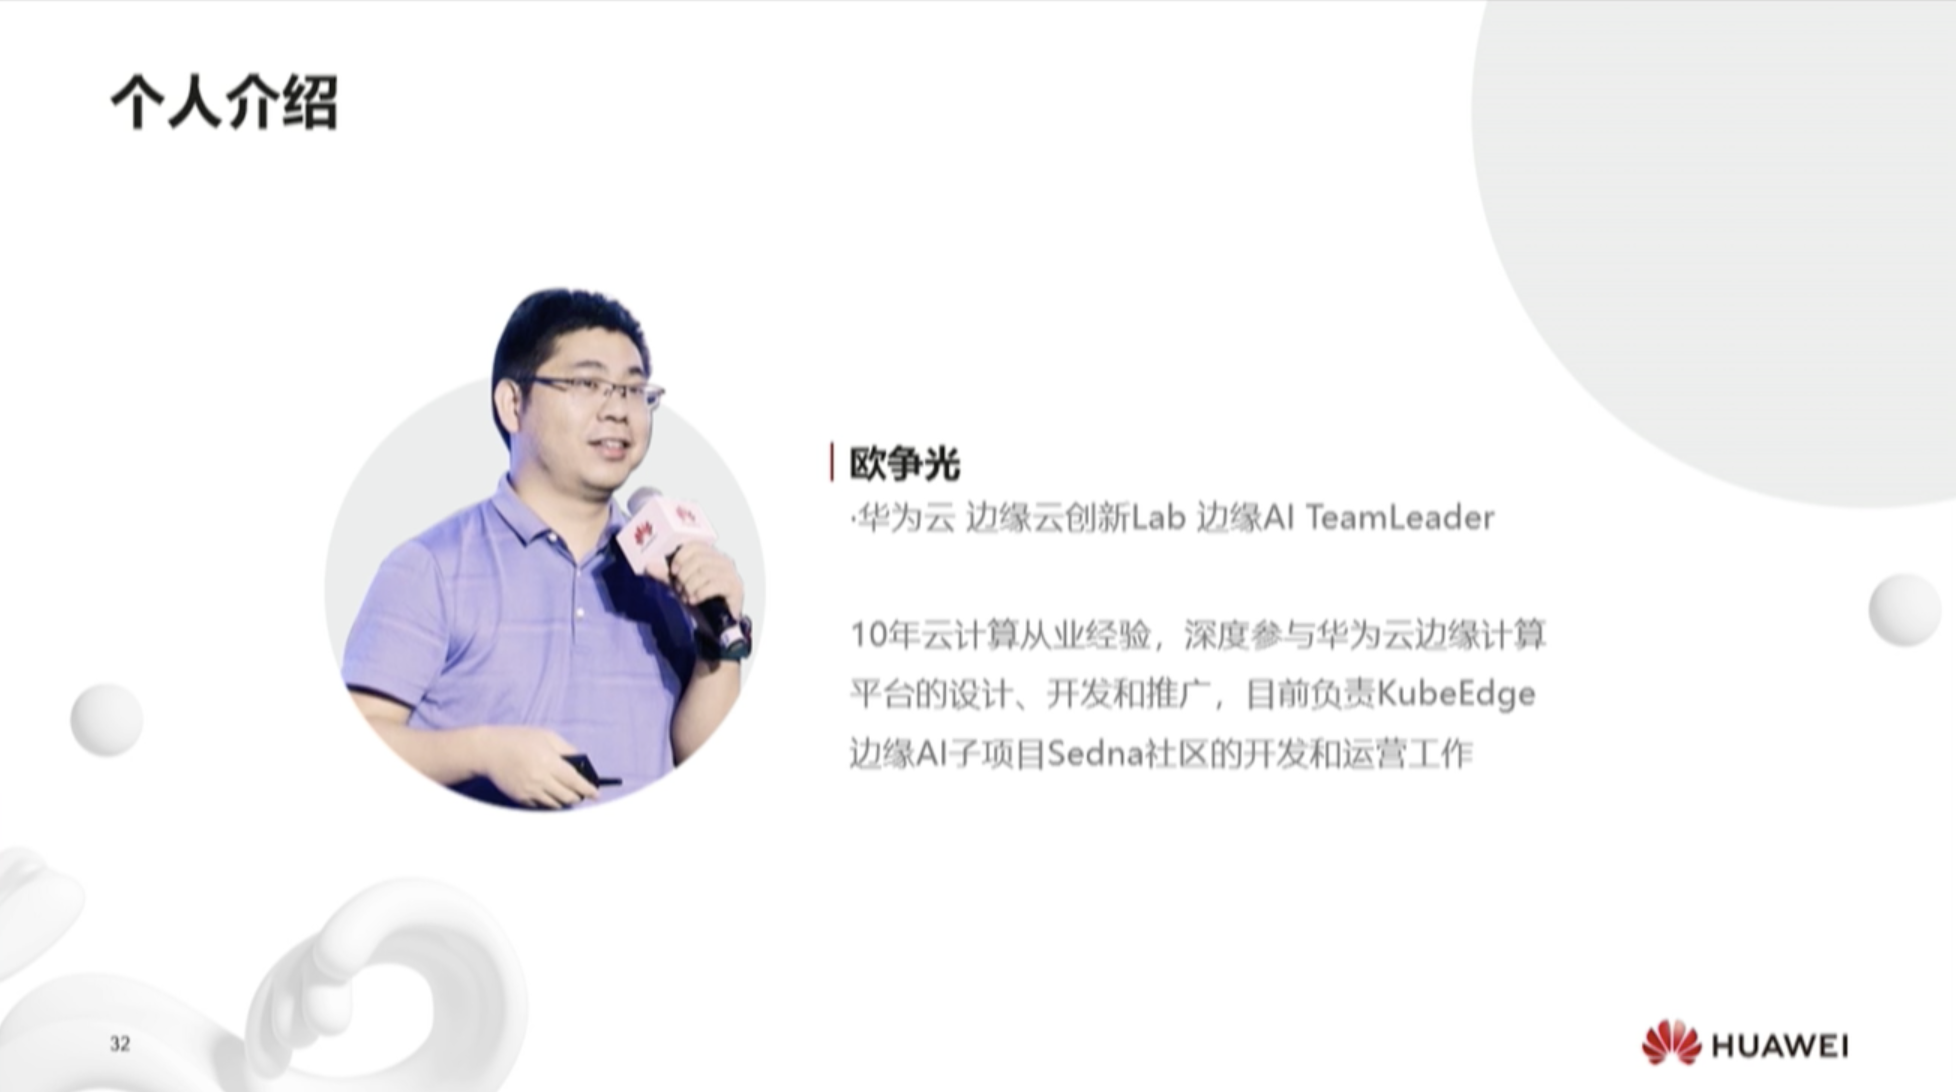 个人介绍
欧争光
·华为云 边缘云创新Lab 边缘AI TeamLeader
10年云计算从业经验，深度参与华为云边缘计算
平台的设计、开发和推广，目前负责KubeEdge
边缘AI子项目Sedna社区的开发和运营工作
32
HUAWEI